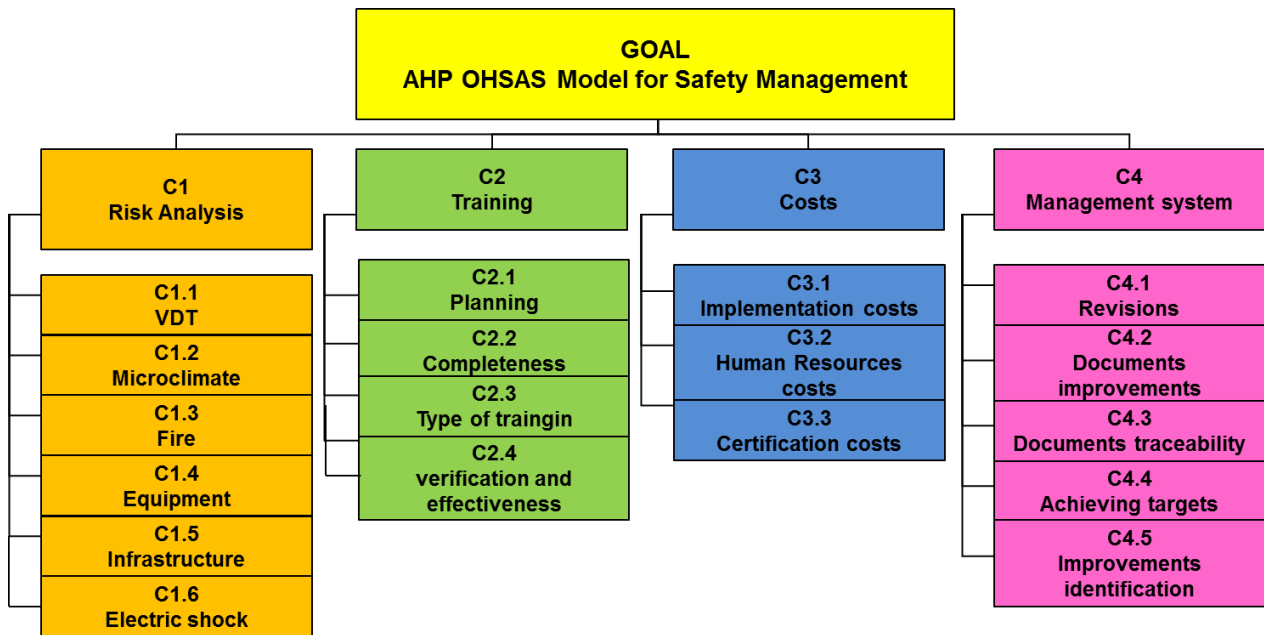 GOAL
AHP OHSAS Model for Safety Management
C1
Risk Analysis
C1.1
VDT
C1.2
Microclimate
C1.3
Fire
C1.4
Equipment
C1.5
Infrastructure
C1.6
Electric shock
C2
Training
C2.1
Planning
C2.2
Completeness
C2.3
Type of traingin
C2.4
verification and
effectiveness
C3
Costs
C3.1
Implementation costs
C3.2
Human Resources
costs
C3.3
Certification costs
C4
Management system
C4.1
Revisions
C4.2
Documents
improvements
C4.3
Documents traceability
C4.4
Achieving targets
C4.5
Improvements
identification